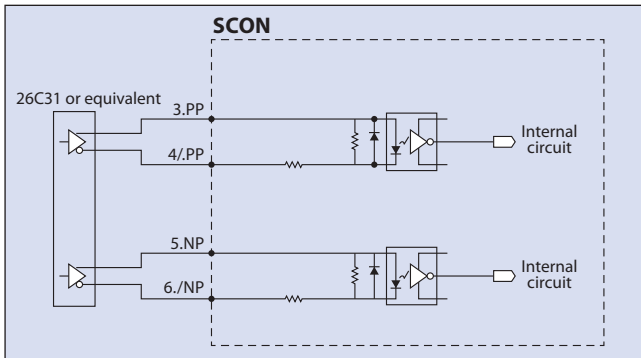 SCON
26C31 or equivalent
3.PP
4/.PP
Internal
circuit
5.NP
6./NP
Internal
circuit